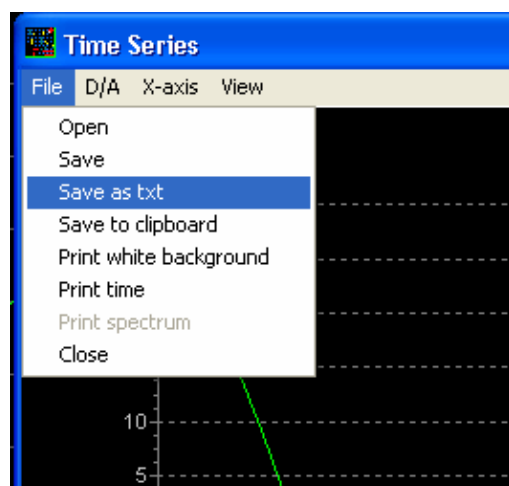 Time Series
File D/A X-axis View
Open
Save
Save as txt
Save to clipboard
Print white background
Print time
Print spectrum
Close
10
5